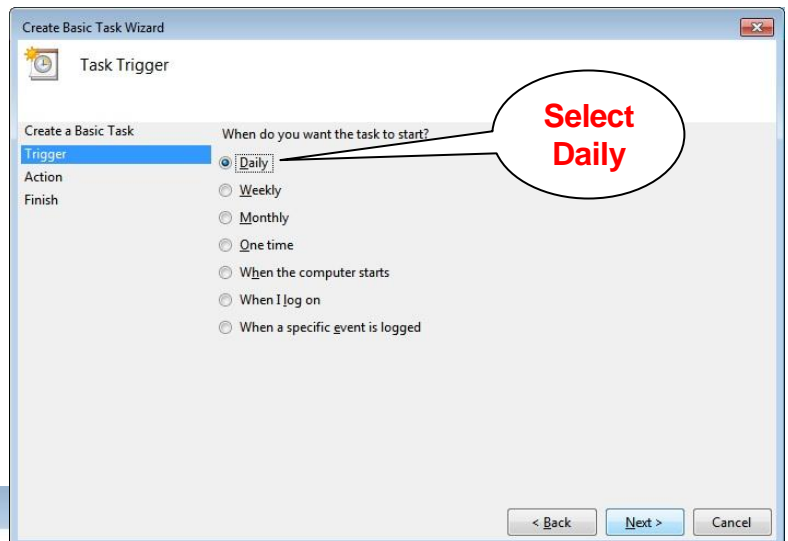 Create Basic Task Wizard
Task Trigger
Create a Basic Task
Trigger
Action
Finish
When do you want the task to start?
Daily
Weekly
Monthly
One time
When the computer starts
When I log on
When a specific event is logged
Select
Daily
< Back
Next >
Cancel